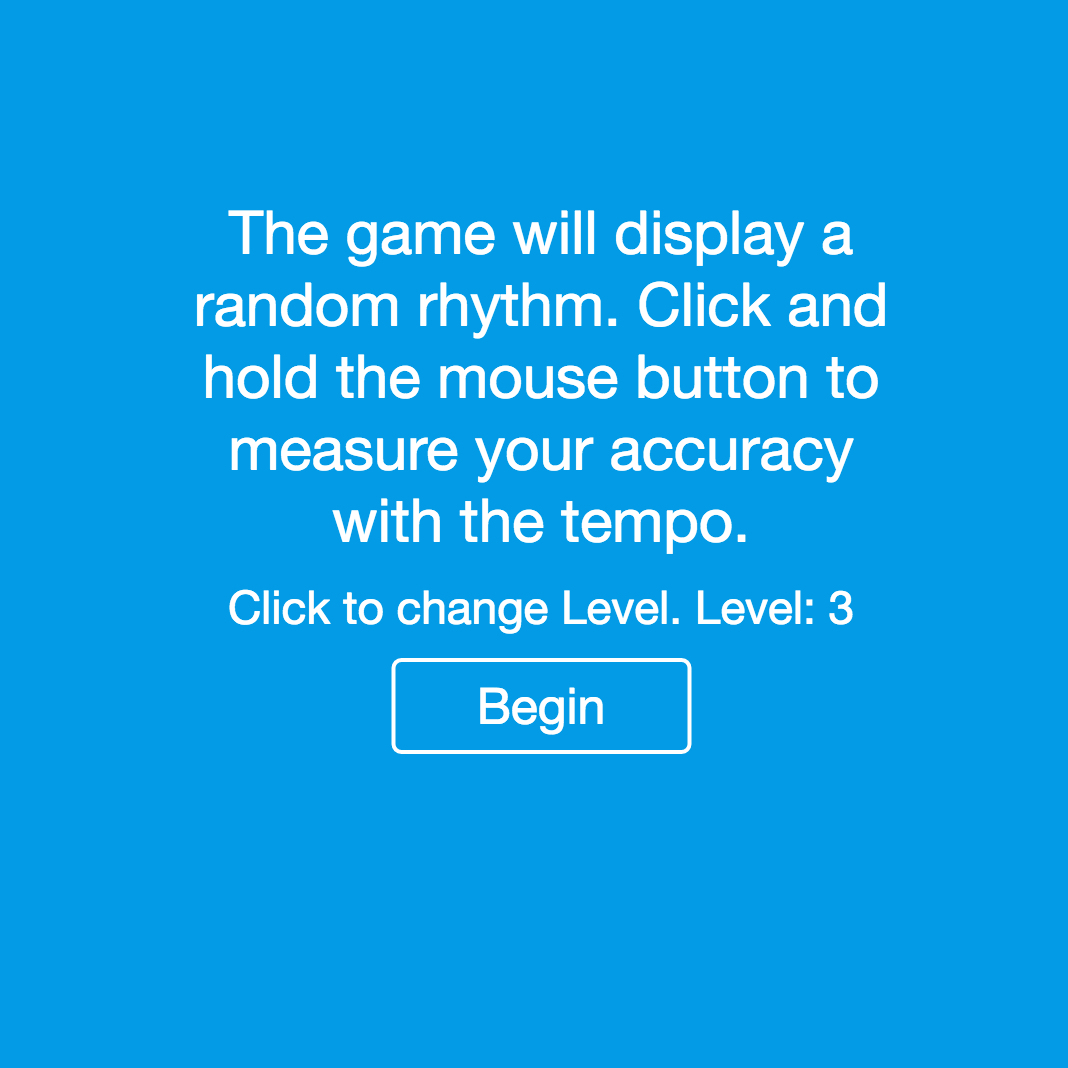 The game will display a
random rhythm. Click and
hold the mouse button to
measure your accuracy
with the tempo.
Click to change Level. Level: 3
Begin